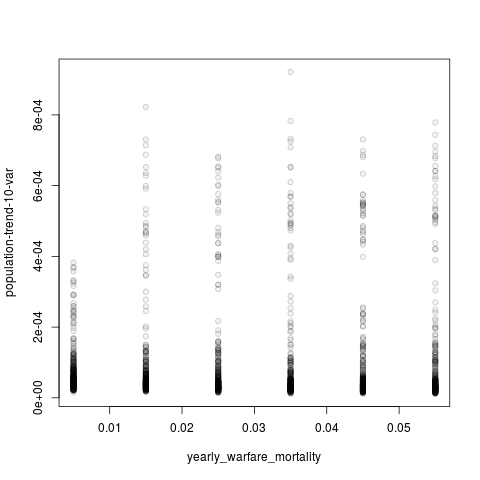 population-trend-10-var
8e-04
6e-04
4e-04
2e-04
0e+00
0.01 0.02 0.03 0.04 0.05
yearly_warfare_mortality